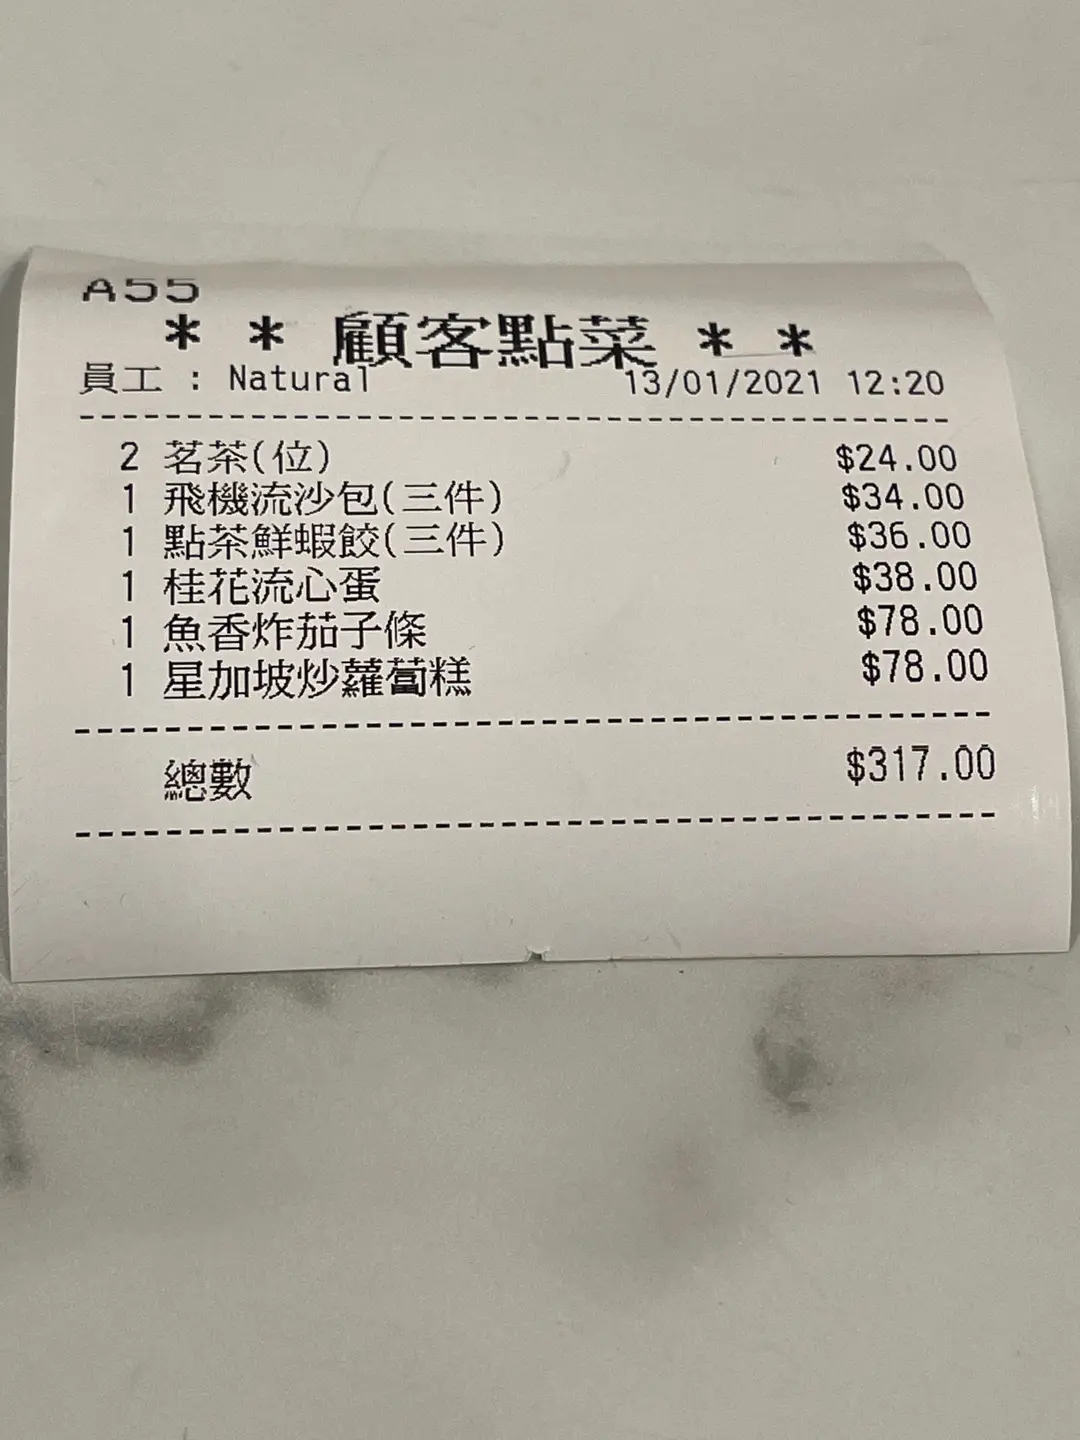 A55
* * 顧客點菜 * *
員工 : Natural 13/01/2021 12:20
2 茗茶(位) $24.00
1 飛機流沙包(三件) $34.00
1 點茶鮮蝦餃(三件) $36.00
1 桂花流心蛋 $38.00
1 魚香炸茄子條 $78.00
1 星加坡炒蘿蔔糕 $78.00
總數 $317.00